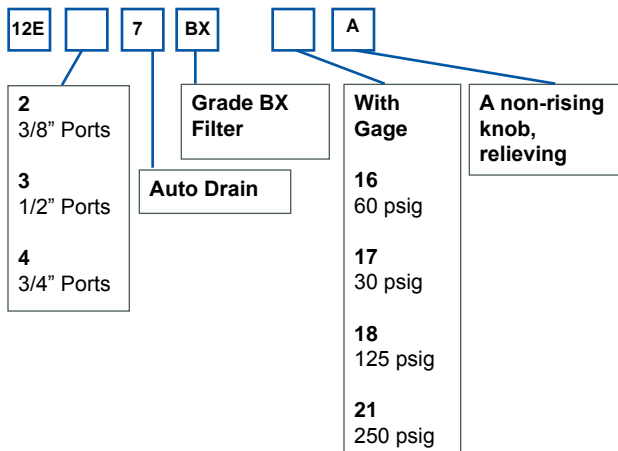 12E 7 BX A
2
3/8” Ports
3
1/2” Ports
4
3/4” Ports
Auto Drain
Grade BX
Filter
With
Gage
16
60 psig
17
30 psig
18
125 psig
21
250 psig
A non-rising
knob,
relieving